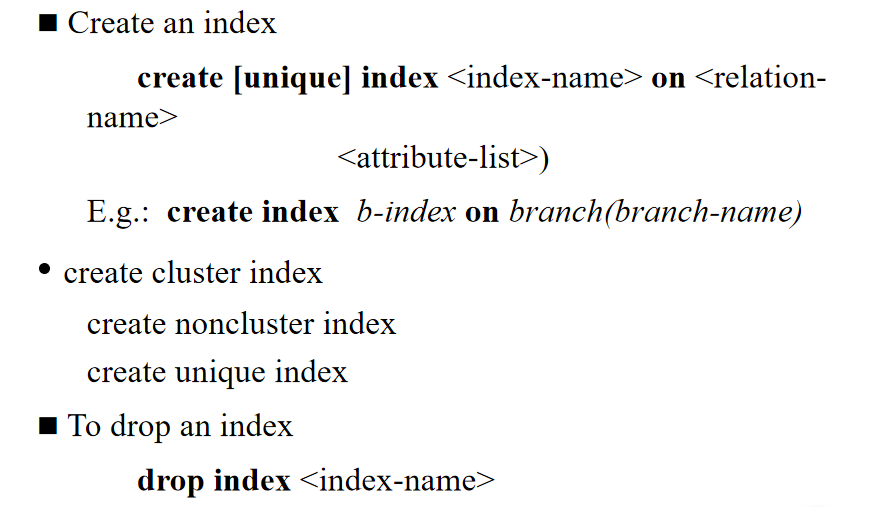 ■ Create an index
create [unique] index <index-name> on <relation-
name>
<attribute-list>)
E.g.: create index b-index on branch(branch-name)
• create cluster index
create noncluster index
create unique index
■ To drop an index
drop index <index-name>